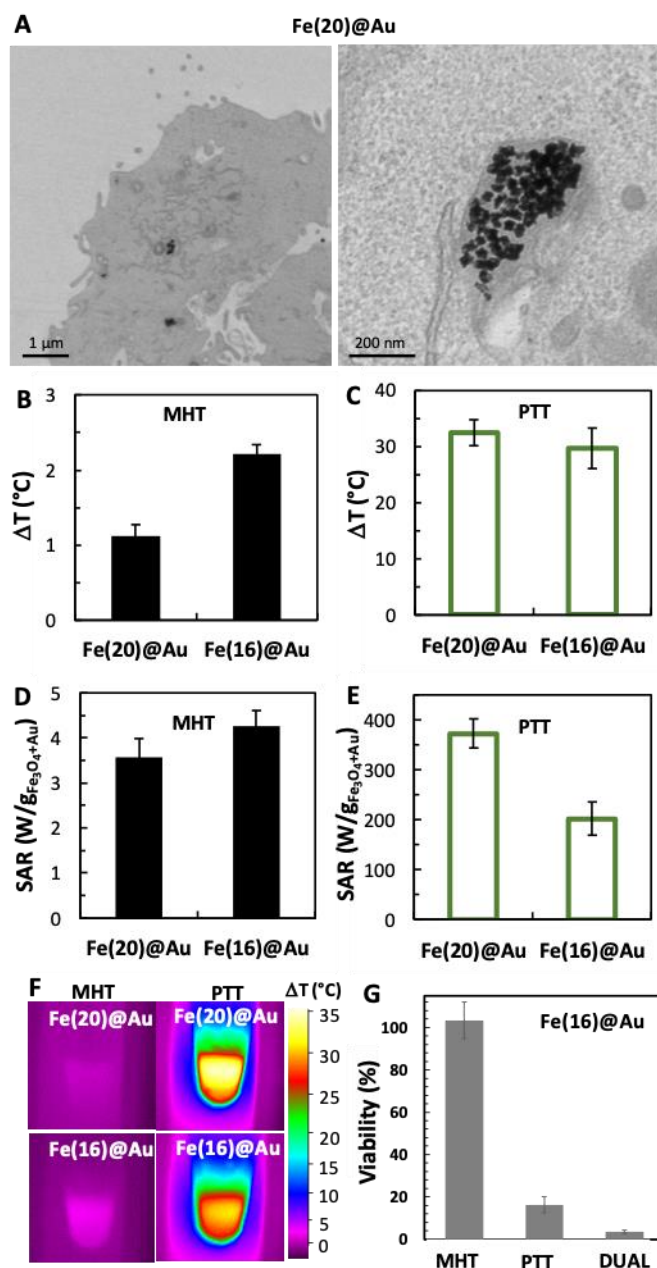 A
Fe(20)@Au
1 µm
200 nm
B
MHT
ΔT (°C)
3
2
1
0
Fe(20)@Au
Fe(16)@Au
C
PTT
ΔT (°C)
40
30
20
10
0
Fe(20)@Au
Fe(16)@Au
D
MHT
SAR (W/gFe₃O₄+Au)
5
4
3
2
1
0
Fe(20)@Au
Fe(16)@Au
E
PTT
SAR (W/gFe₃O₄+Au)
400
300
200
100
0
Fe(20)@Au
Fe(16)@Au
F
MHT
PTT
ΔT (°C)
Fe(20)@Au
Fe(20)@Au
Fe(16)@Au
Fe(16)@Au
35
30
25
20
15
10
5
0
G
Fe(16)@Au
Viability (%)
100
80
60
40
20
0
MHT
PTT
DUAL